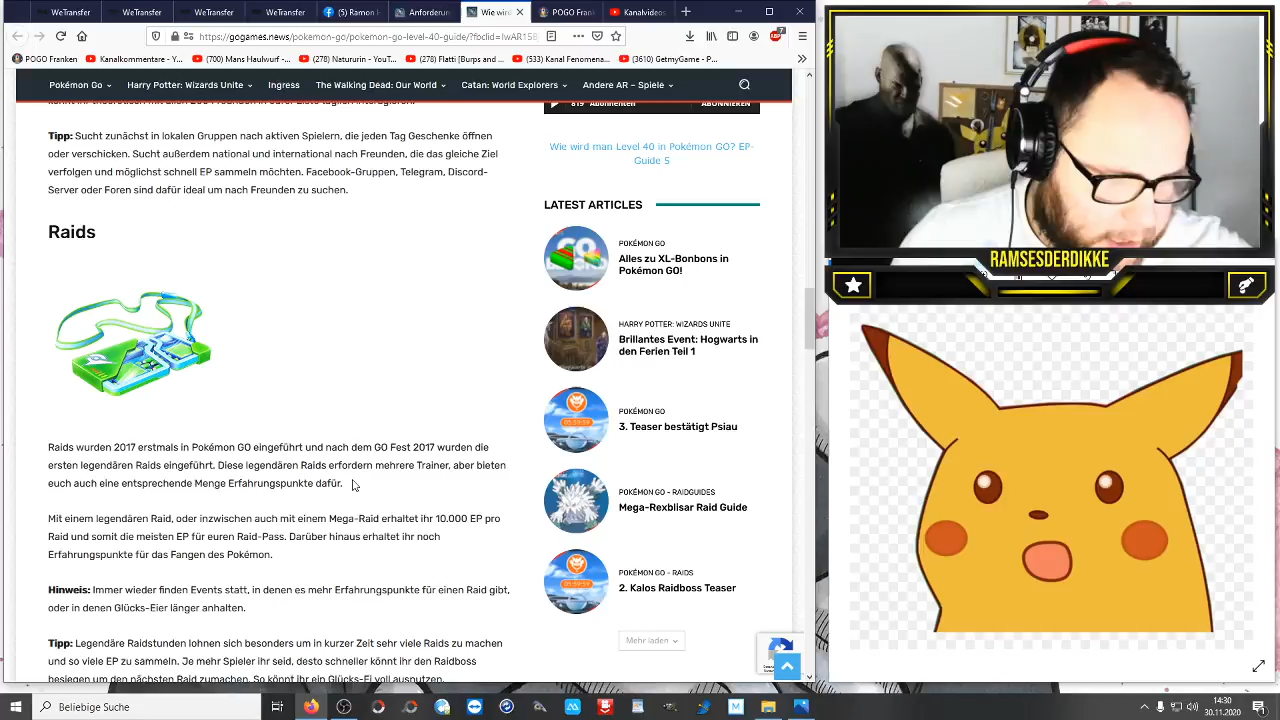 WeTransfer
WeTransfer
WeTransfer
(5) Ramon
Anforderun
Wie wird
POGO Frank
Kanalvideos
https://gogames.news/pokemon-go/pokemon-go-level-40-guide/?fbclid=IwAR158
POGO Franken
Kanalkommentare - Y...
(700) Mans Haulwurf -...
(278) Natururin - YouT...
(278) Flatti [Burps and ...
(533) Kanal Fenomena...
(3610) GetmyGame - P...
Pokémon Go
Harry Potter: Wizards Unite
Ingress
The Walking Dead: Our World
Catan: World Explorers
Andere AR – Spiele
819 Abonnenten
ABONNIEREN
Tipp: Sucht zunächst in lokalen Gruppen nach aktiven Spielern, die jeden Tag Geschenke öffnen
oder verschicken. Sucht außerdem national und international nach Freunden, die das gleiche Ziel
verfolgen und möglichst schnell EP sammeln möchten. Facebook-Gruppen, Telegram, Discord-
Server oder Foren sind dafür ideal um nach Freunden zu suchen.
Raids
Raids wurden 2017 erstmals in Pokémon GO eingeführt und nach dem GO Fest 2017 wurden die
ersten legendären Raids eingeführt. Diese legendären Raids erfordern mehrere Trainer, aber bieten
euch auch eine entsprechende Menge Erfahrungspunkte dafür.
Mit einem legendären Raid, oder inzwischen auch mit einem Mega-Raid erhaltet ihr 10.000 EP pro
Raid und somit die meisten EP für euren Raid-Pass. Darüber hinaus erhaltet ihr noch
Erfahrungspunkte für das Fangen des Pokémon.
Hinweis: Immer wieder finden Events statt, in denen es mehr Erfahrungspunkte für einen Raid gibt,
oder in denen Glücks-Eier länger anhalten.
Tipp: Legendäre Raidstunden lohnen sich besonders um in kurzer Zeit sehr viele Raids zu machen
und so viele EP zu sammeln. Je mehr Spieler ihr seid, desto schneller könnt ihr den Raidboss
Wie wird man Level 40 in Pokémon GO? EP-
Guide 5
LATEST ARTICLES
POKÉMON GO
Alles zu XL-Bonbons in
Pokémon GO!
HARRY POTTER: WIZARDS UNITE
Brillantes Event: Hogwarts in
den Ferien Teil 1
POKÉMON GO
3. Teaser bestätigt Psiau
POKÉMON GO - RAIDGUIDES
Mega-Rexblisar Raid Guide
POKÉMON GO - RAIDS
2. Kalos Raidboss Teaser
Mehr laden
RAMSESDERDIKKE
Beliebige Suche
14:30
30.11.2020